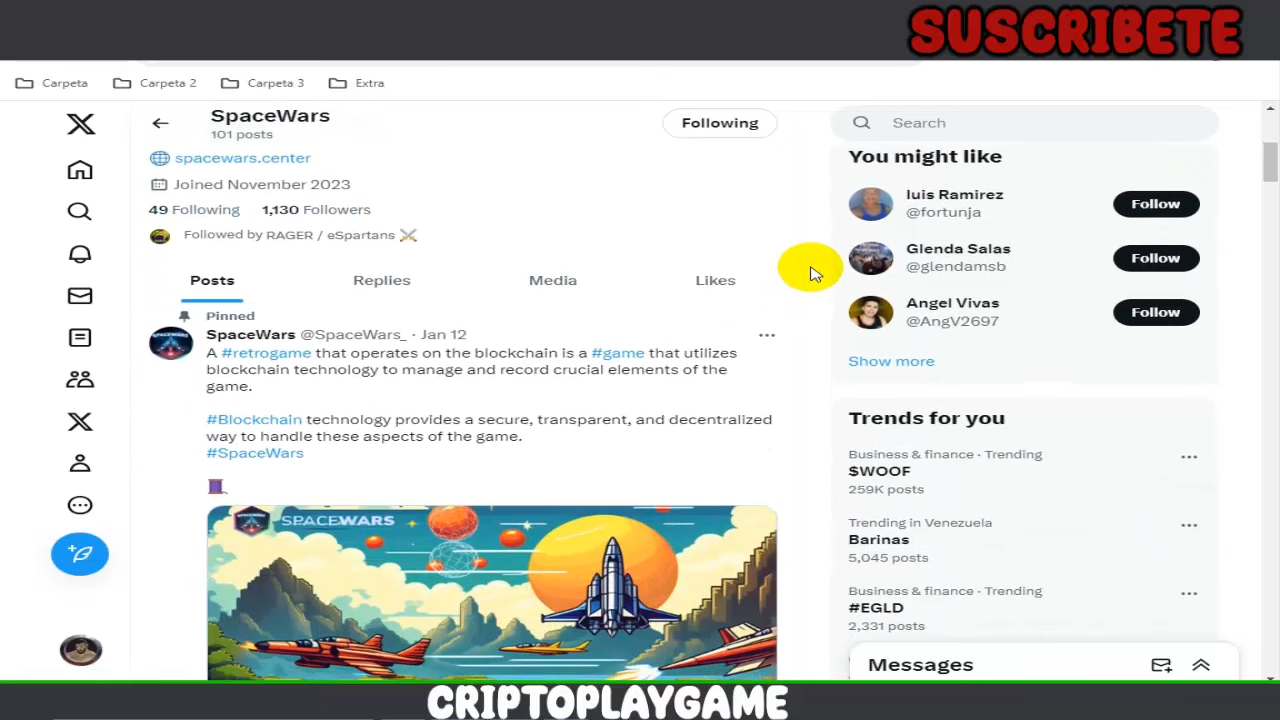 SUSCRIBETE
Carpeta
Carpeta 2
Carpeta 3
Extra
SpaceWars
101 posts
Following
spacewars.center
Joined November 2023
49 Following 1,130 Followers
Followed by RAGER / eSpartans ⚔️
Posts
Replies
Media
Likes
Pinned
SpaceWars @SpaceWars_ · Jan 12
A #retrogame that operates on the blockchain is a #game that utilizes
blockchain technology to manage and record crucial elements of the
game.
#Blockchain technology provides a secure, transparent, and decentralized
way to handle these aspects of the game.
#SpaceWars
🧵
SPACEWARS
Search
You might like
luis Ramirez
@fortunja
Follow
Glenda Salas
@glendamsb
Follow
Angel Vivas
@AngV2697
Follow
Show more
Trends for you
Business & finance · Trending
$WOOF
259K posts
Trending in Venezuela
Barinas
5,045 posts
Business & finance · Trending
#EGLD
2,331 posts
Messages
CRIPTOPLAYGAME